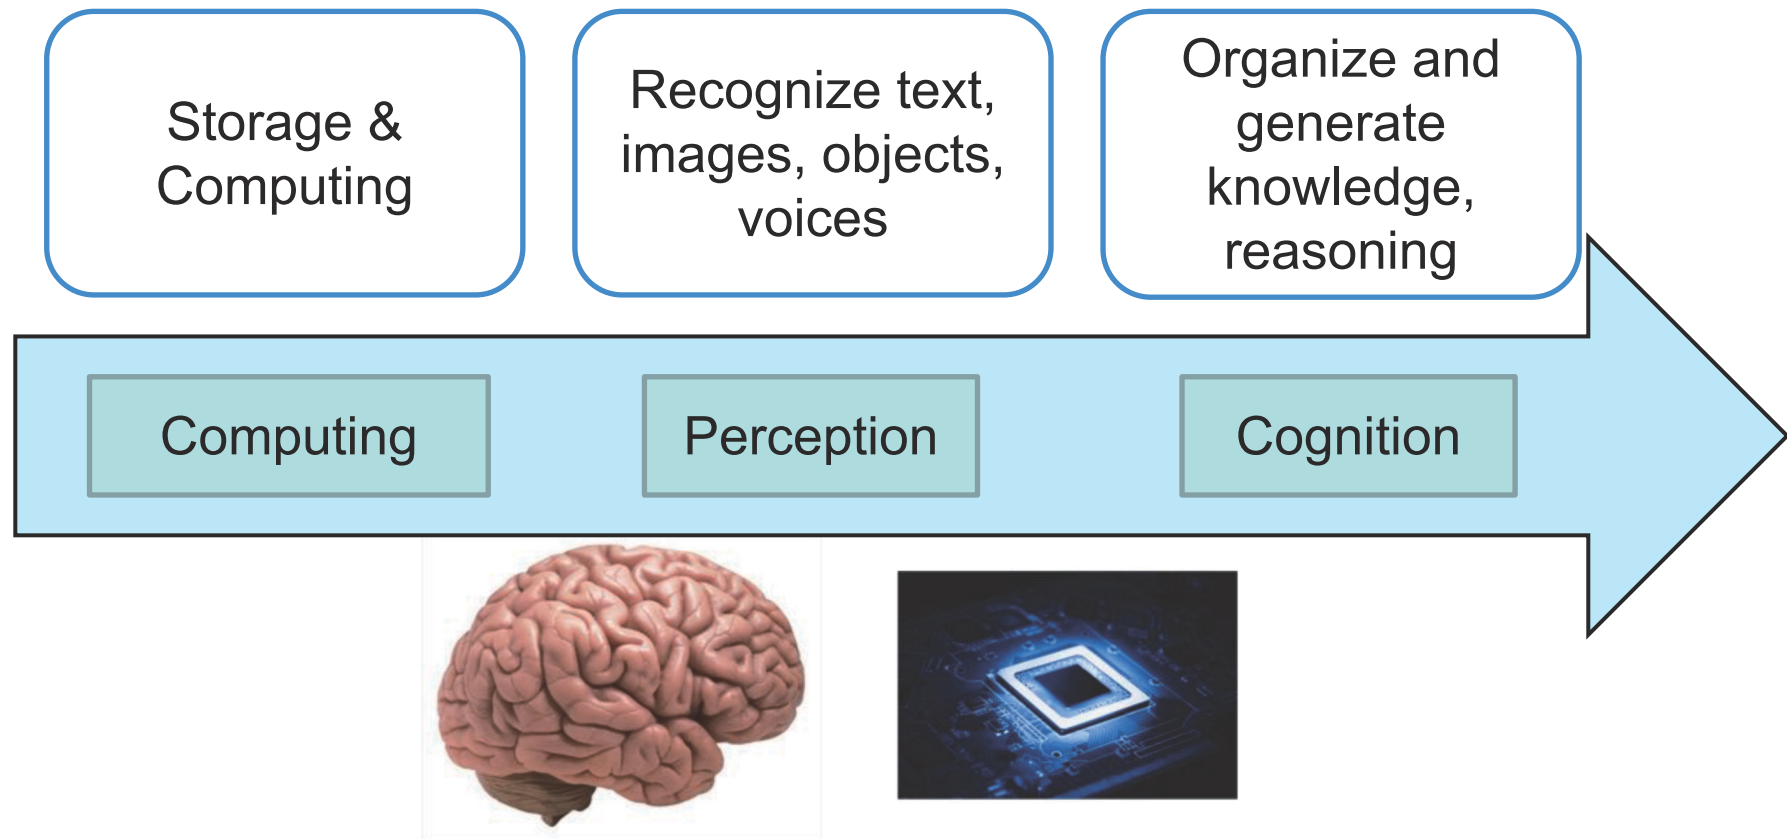 Storage &
Computing
Recognize text,
images, objects,
voices
Organize and
generate
knowledge,
reasoning
Computing
Perception
Cognition